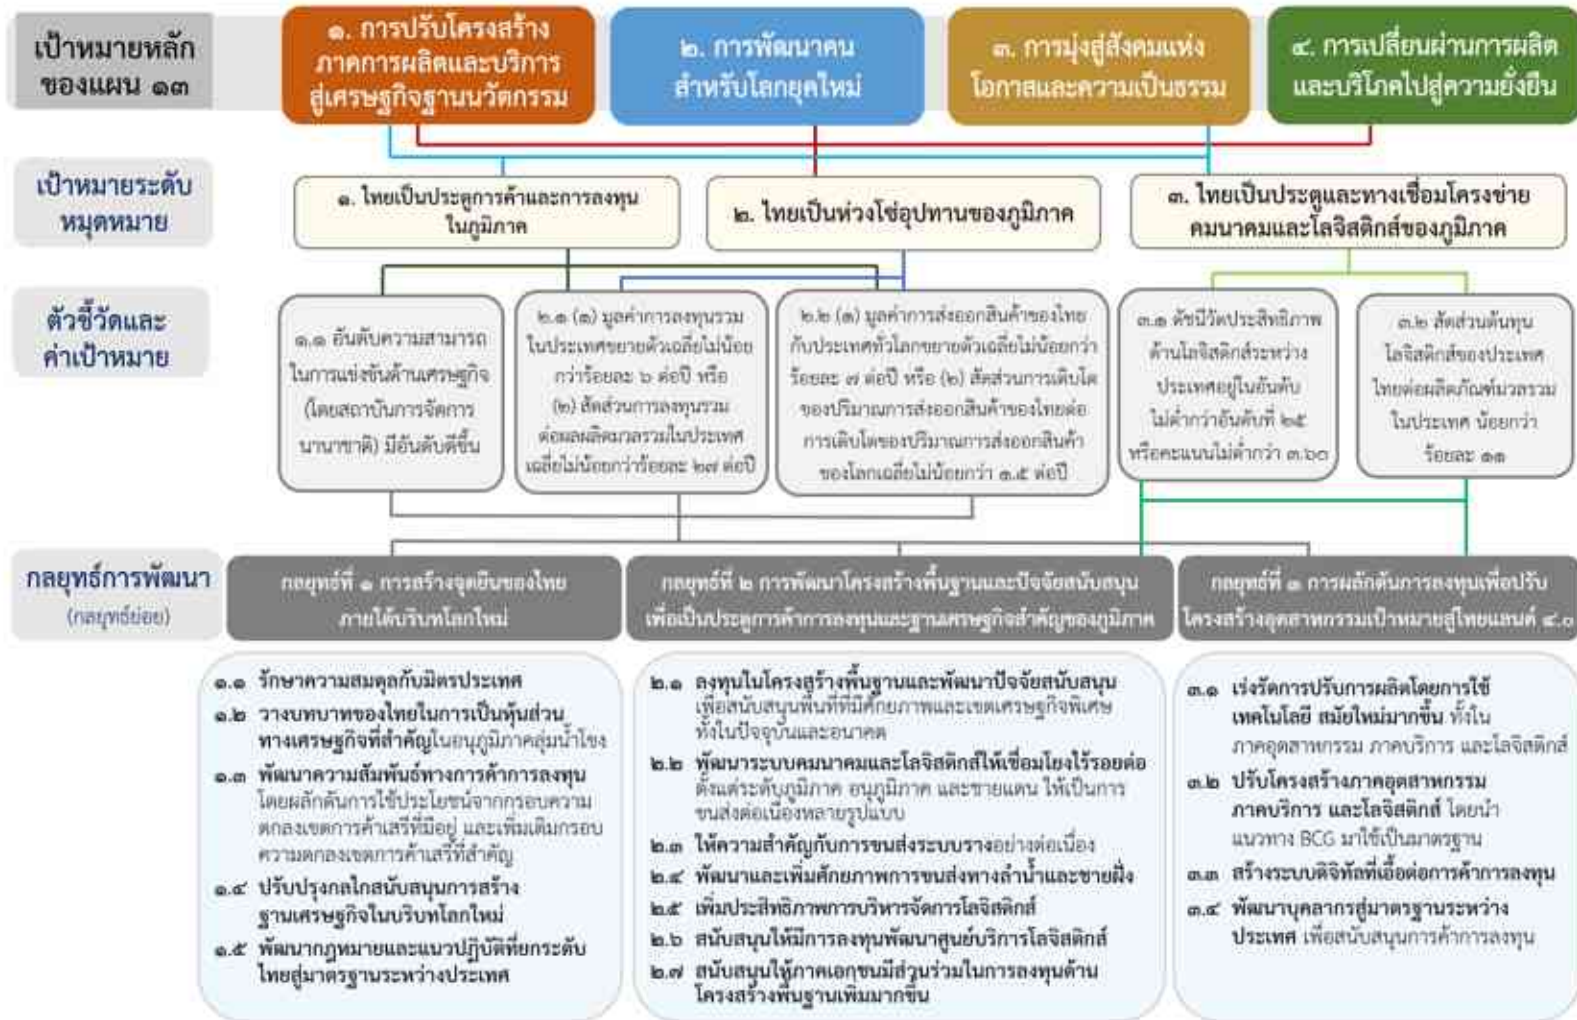 เป้าหมายหลัก
ของแผน ๑๓
๑. การปรับโครงสร้าง
ภาคการผลิตและบริการ
สู่เศรษฐกิจฐานนวัตกรรม
๒. การพัฒนาคน
สำหรับโลกยุคใหม่
๓. การมุ่งสู่สังคมแห่ง
โอกาสและความเป็นธรรม
๔. การเปลี่ยนผ่านการผลิต
และบริโภคไปสู่ความยั่งยืน
เป้าหมายระดับ
หมุดหมาย
๑. ไทยเป็นประตูการค้าและการลงทุน
ในภูมิภาค
๒. ไทยเป็นห่วงโซ่อุปทานของภูมิภาค
๓. ไทยเป็นประตูและทางเชื่อมโครงข่าย
คมนาคมและโลจิสติกส์ของภูมิภาค
ตัวชี้วัดและ
ค่าเป้าหมาย
๑.๑ อันดับความสามารถ
ในการแข่งขันด้านเศรษฐกิจ
(โดยสถาบันการจัดการ
นานาชาติ) มีอันดับดีขึ้น
๒.๑ (๑) มูลค่าการลงทุนรวม
ในประเทศขยายตัวเฉลี่ยไม่น้อย
กว่าร้อยละ ๖ ต่อปี หรือ
(๒) สัดส่วนการลงทุนรวม
ต่อผลผลิตมวลรวมในประเทศ
เฉลี่ยไม่น้อยกว่าร้อยละ ๒๗ ต่อปี
๒.๒ (๑) มูลค่าการส่งออกสินค้าของไทย
กับประเทศทั่วโลกขยายตัวเฉลี่ยไม่น้อยกว่า
ร้อยละ ๗ ต่อปี หรือ (๒) สัดส่วนการเติบโต
ของปริมาณการส่งออกสินค้าของไทยต่อ
การเติบโตของปริมาณการส่งออกสินค้า
ของโลกเฉลี่ยไม่น้อยกว่า ๑.๕ ต่อปี
๓.๑ ดัชนีวัดประสิทธิภาพ
ด้านโลจิสติกส์ระหว่าง
ประเทศอยู่ในอันดับ
ไม่ต่ำกว่าอันดับที่ ๒๕
หรือคะแนนไม่ต่ำกว่า ๓.๖๐
๓.๒ สัดส่วนต้นทุน
โลจิสติกส์ของประเทศ
ไทยต่อผลิตภัณฑ์มวลรวม
ในประเทศ น้อยกว่า
ร้อยละ ๑๑
กลยุทธ์การพัฒนา
(กลยุทธ์ย่อย)
กลยุทธ์ที่ ๑ การสร้างจุดยืนของไทย
ภายใต้บริบทโลกใหม่
กลยุทธ์ที่ ๒ การพัฒนาโครงสร้างพื้นฐานและปัจจัยสนับสนุน
เพื่อเป็นประตูการค้าการลงทุนและฐานเศรษฐกิจสำคัญของภูมิภาค
กลยุทธ์ที่ ๓ การผลักดันการลงทุนเพื่อปรับ
โครงสร้างอุตสาหกรรมเป้าหมายสู่ไทยแลนด์ ๔.๐
๑.๑ รักษาความสมดุลกับมิตรประเทศ
๑.๒ วางบทบาทของไทยในการเป็นหุ้นส่วน
ทางเศรษฐกิจที่สำคัญในอนุภูมิภาคลุ่มน้ำโขง
๑.๓ พัฒนาความสัมพันธ์ทางการค้าการลงทุน
โดยผลักดันการใช้ประโยชน์จากกรอบความ
ตกลงเขตการค้าเสรีที่มีอยู่ และเพิ่มเติมกรอบ
ความตกลงเขตการค้าเสรีที่สำคัญ
๑.๔ ปรับปรุงกลไกสนับสนุนการสร้าง
ฐานเศรษฐกิจในบริบทโลกใหม่
๑.๕ พัฒนากฎหมายและแนวปฏิบัติที่ยกระดับ
ไทยสู่มาตรฐานระหว่างประเทศ
๒.๑ ลงทุนในโครงสร้างพื้นฐานและพัฒนาปัจจัยสนับสนุน
เพื่อสนับสนุนพื้นที่ที่มีศักยภาพและเขตเศรษฐกิจพิเศษ
ทั้งในปัจจุบันและอนาคต
๒.๒ พัฒนาระบบคมนาคมและโลจิสติกส์ให้เชื่อมโยงไร้รอยต่อ
ตั้งแต่ระดับภูมิภาค อนุภูมิภาค และชายแดน ให้เป็นการ
ขนส่งต่อเนื่องหลายรูปแบบ
๒.๓ ให้ความสำคัญกับการขนส่งระบบรางอย่างต่อเนื่อง
๒.๔ พัฒนาและเพิ่มศักยภาพการขนส่งทางลำน้ำและชายฝั่ง
๒.๕ เพิ่มประสิทธิภาพการบริหารจัดการโลจิสติกส์
๒.๖ สนับสนุนให้มีการลงทุนพัฒนาศูนย์บริการโลจิสติกส์
๒.๗ สนับสนุนให้ภาคเอกชนมีส่วนร่วมในการลงทุนด้าน
โครงสร้างพื้นฐานเพิ่มมากขึ้น
๓.๑ เร่งรัดการปรับการผลิตโดยการใช้
เทคโนโลยี สมัยใหม่มากขึ้น ทั้งใน
ภาคอุตสาหกรรม ภาคบริการ และโลจิสติกส์
๓.๒ ปรับโครงสร้างภาคอุตสาหกรรม
ภาคบริการ และโลจิสติกส์ โดยนำ
แนวทาง BCG มาใช้เป็นมาตรฐาน
๓.๓ สร้างระบบดิจิทัลที่เอื้อต่อการค้าการลงทุน
๓.๔ พัฒนาบุคลากรสู่มาตรฐานระหว่าง
ประเทศ เพื่อสนับสนุนการค้าการลงทุน